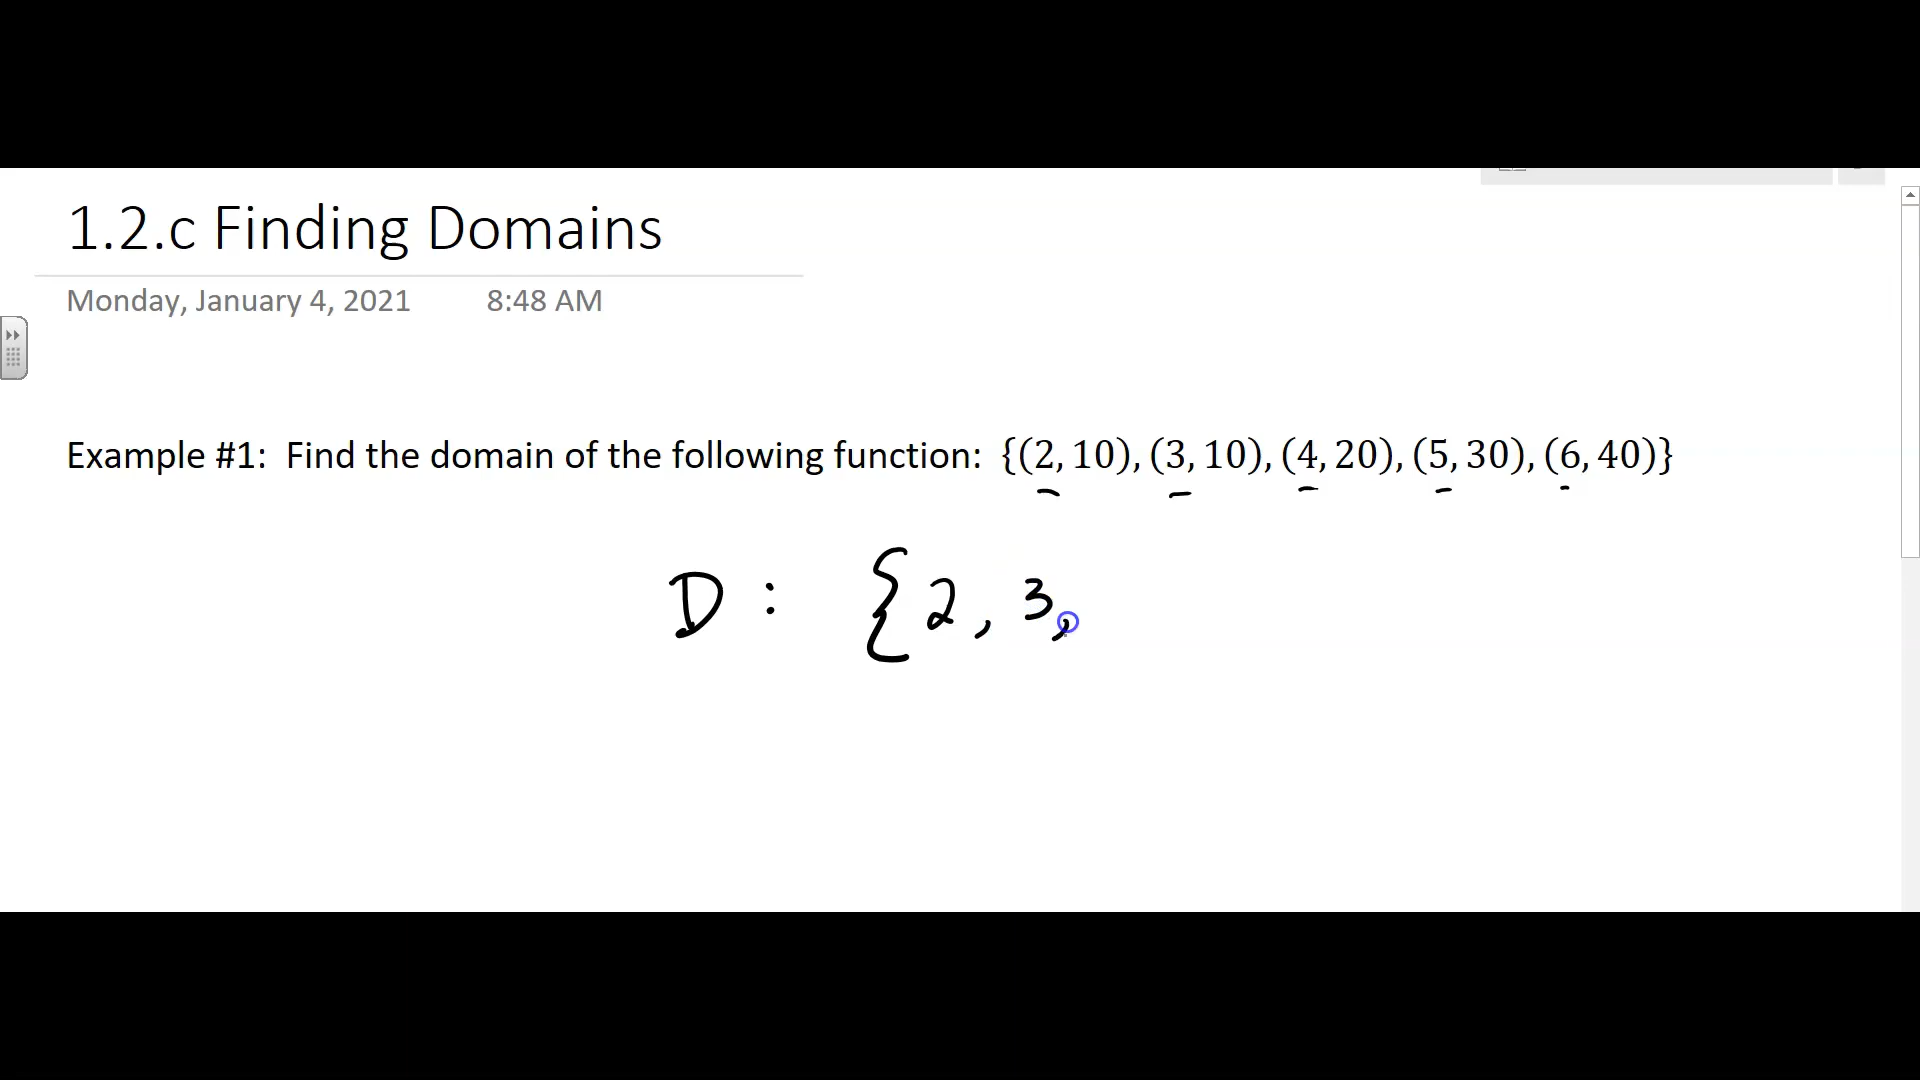 1.2.c Finding Domains
Monday, January 4, 2021 8:48 AM
Example #1: Find the domain of the following function: {(2, 10), (3, 10), (4, 20), (5, 30), (6, 40)}
D : {2, 3,